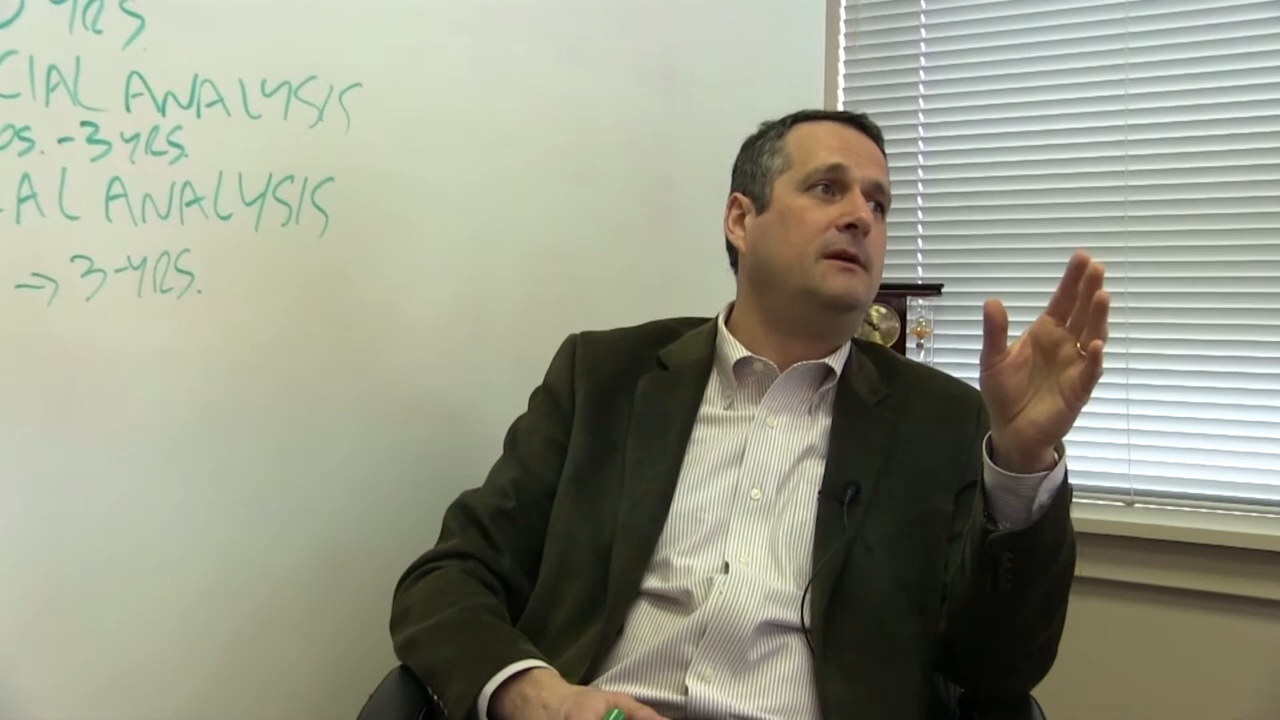 YRS.
CIAL ANALYSIS
OS. - 3 YRS.
AL ANALYSIS
→ 3-YRS.